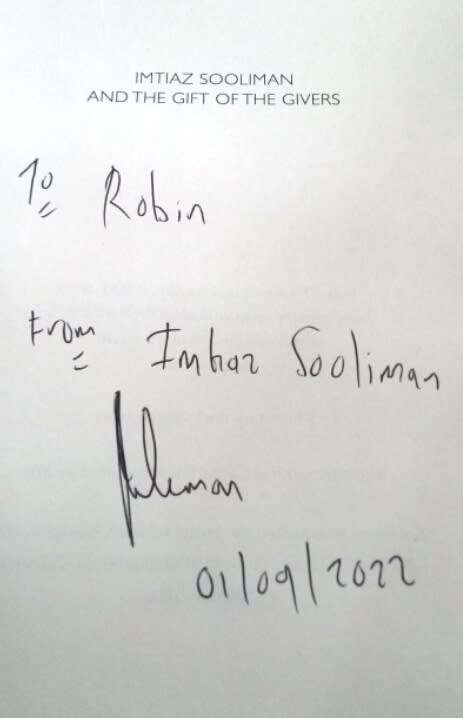 IMTIAZ SOOLIMAN
AND THE GIFT OF THE GIVERS
To Robin
From Imtiaz Sooliman
01/09/2022